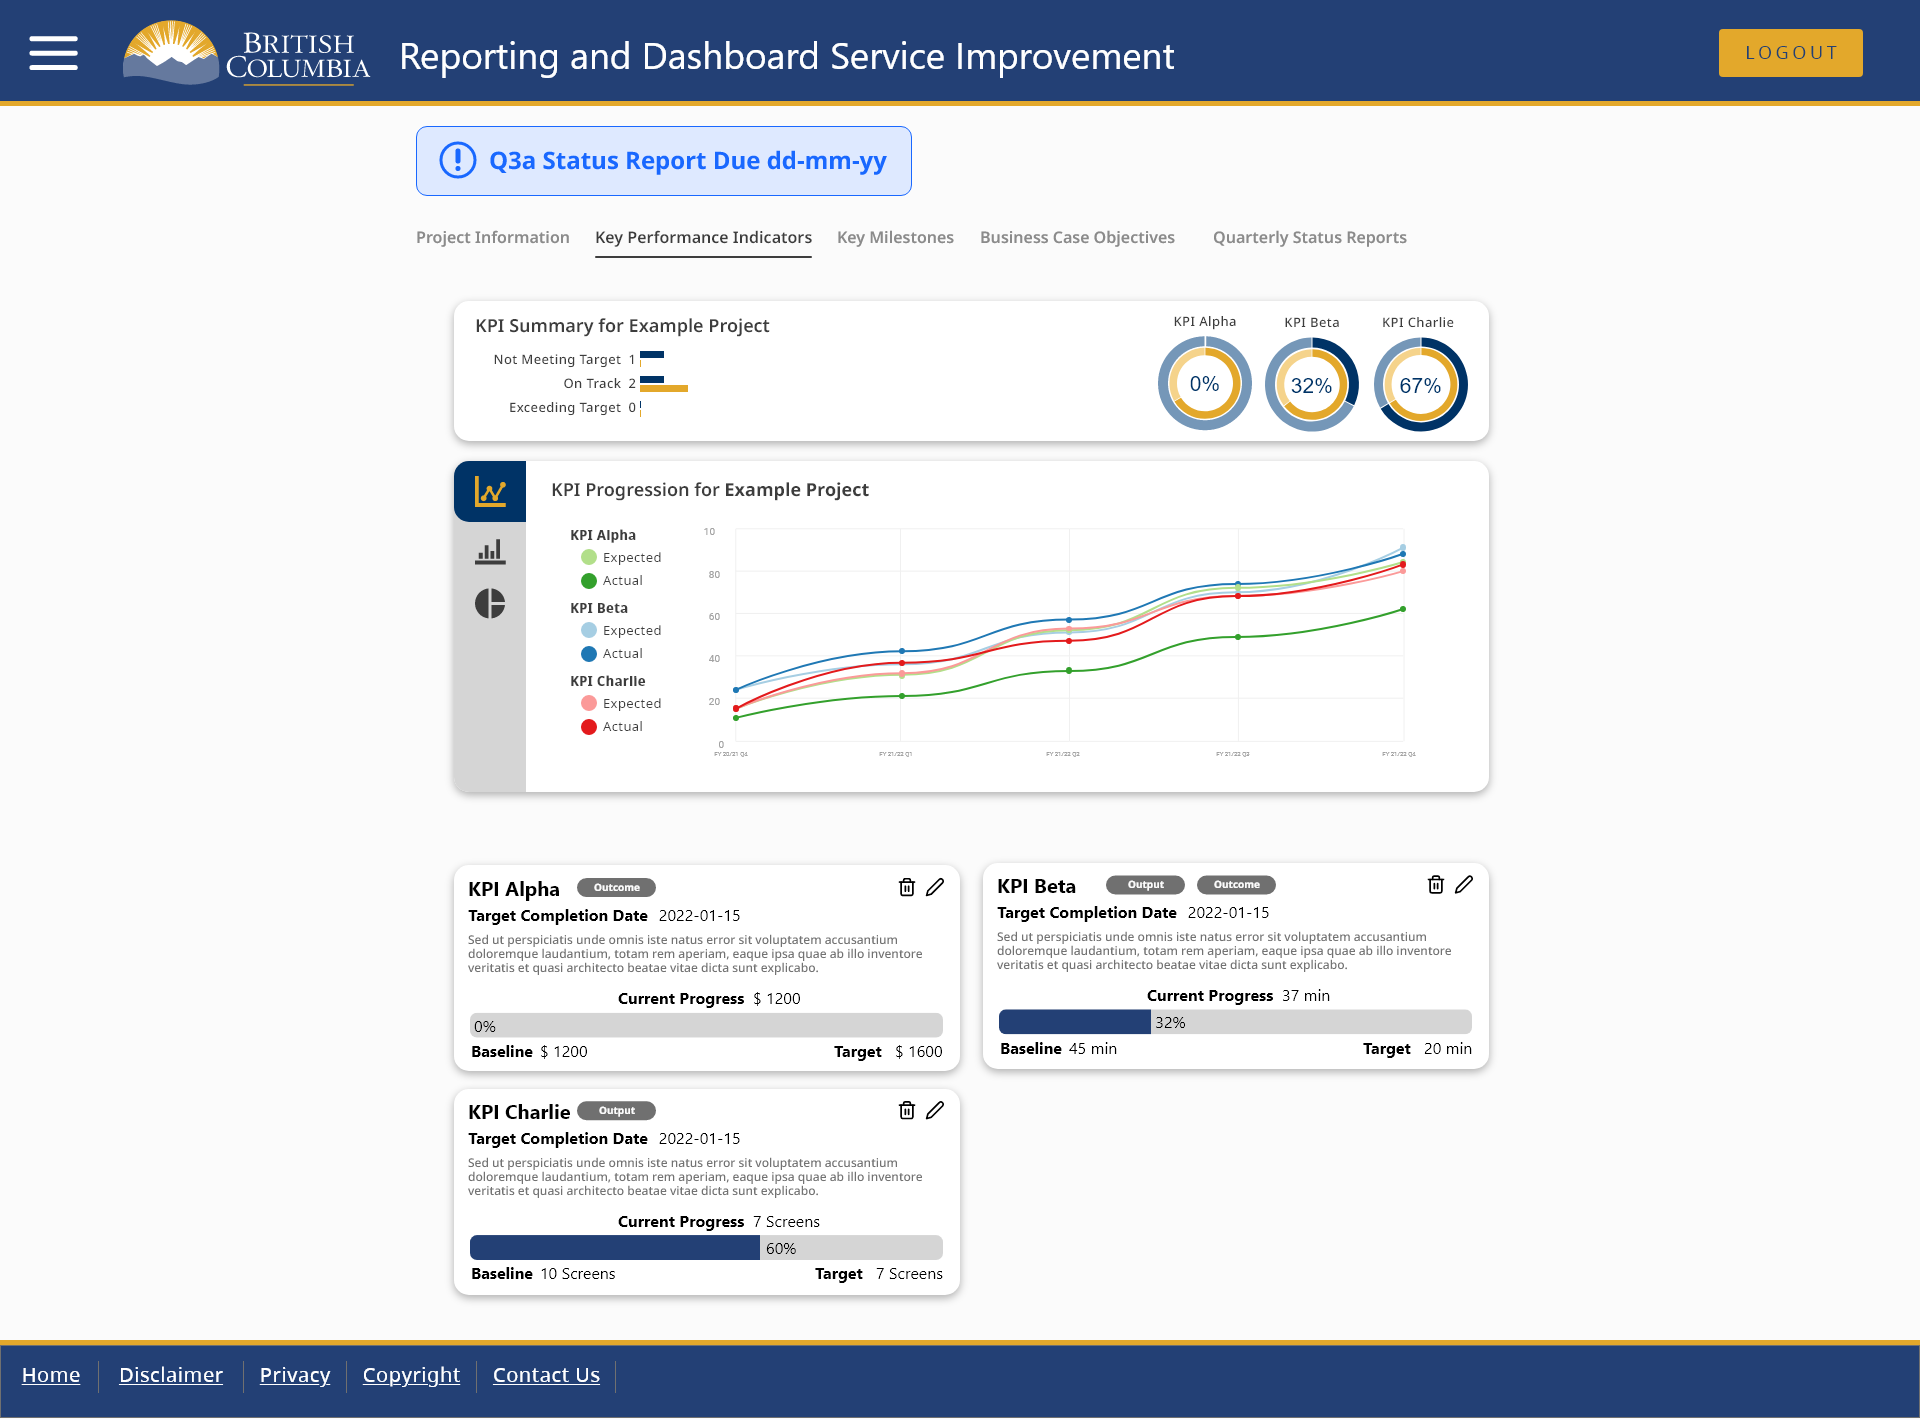 BRITISH
COLUMBIA
Reporting and Dashboard Service Improvement
LOGOUT
Q3a Status Report Due dd-mm-yy
Project Information Key Performance Indicators Key Milestones Business Case Objectives Quarterly Status Reports
KPI Summary for Example Project
Not Meeting Target 1
On Track 2
Exceeding Target 0
KPI Alpha KPI Beta KPI Charlie
0% 32% 67%
KPI Progression for Example Project
KPI Alpha
Expected
Actual
KPI Beta
Expected
Actual
KPI Charlie
Expected
Actual
10
80
60
40
20
0
FY 20/21 Q4 FY 21/22 Q1 FY 21/22 Q2 FY 21/22 Q3 FY 21/22 Q4
KPI Alpha Outcome
Target Completion Date 2022-01-15
Sed ut perspiciatis unde omnis iste natus error sit voluptatem accusantium
doloremque laudantium, totam rem aperiam, eaque ipsa quae ab illo inventore
veritatis et quasi architecto beatae vitae dicta sunt explicabo.
Current Progress $ 1200
0%
Baseline $ 1200 Target $ 1600
KPI Beta Output Outcome
Target Completion Date 2022-01-15
Sed ut perspiciatis unde omnis iste natus error sit voluptatem accusantium
doloremque laudantium, totam rem aperiam, eaque ipsa quae ab illo inventore
veritatis et quasi architecto beatae vitae dicta sunt explicabo.
Current Progress 37 min
32%
Baseline 45 min Target 20 min
KPI Charlie Output
Target Completion Date 2022-01-15
Sed ut perspiciatis unde omnis iste natus error sit voluptatem accusantium
doloremque laudantium, totam rem aperiam, eaque ipsa quae ab illo inventore
veritatis et quasi architecto beatae vitae dicta sunt explicabo.
Current Progress 7 Screens
60%
Baseline 10 Screens Target 7 Screens
Home Disclaimer Privacy Copyright Contact Us